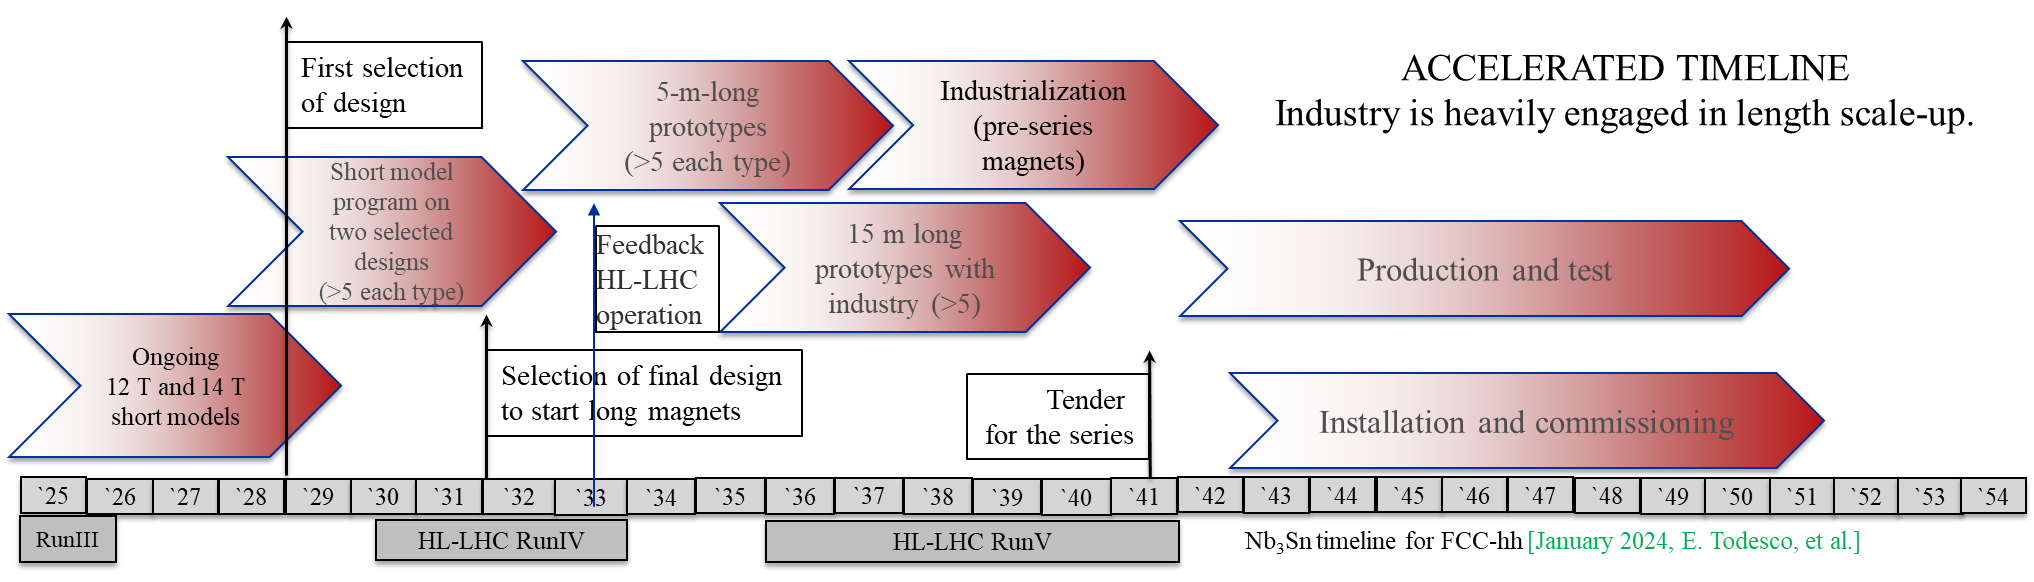 First selection
of design
5-m-long
prototypes
(>5 each type)
Industrialization
(pre-series
magnets)
ACCELERATED TIMELINE
Industry is heavily engaged in length scale-up.
Short model
program on
two selected
designs
(>5 each type)
Feedback
HL-LHC
operation
15 m long
prototypes with
industry (>5)
Production and test
Ongoing
12 T and 14 T
short models
Selection of final design
to start long magnets
Tender
for the series
Installation and commissioning
`25 `26 `27 `28 `29 `30 `31 `32 `33 `34 `35 `36 `37 `38 `39 `40 `41 `42 `43 `44 `45 `46 `47 `48 `49 `50 `51 `52 `53 `54
RunIII HL-LHC RunIV HL-LHC RunV Nb₃Sn timeline for FCC-hh [January 2024, E. Todesco, et al.]